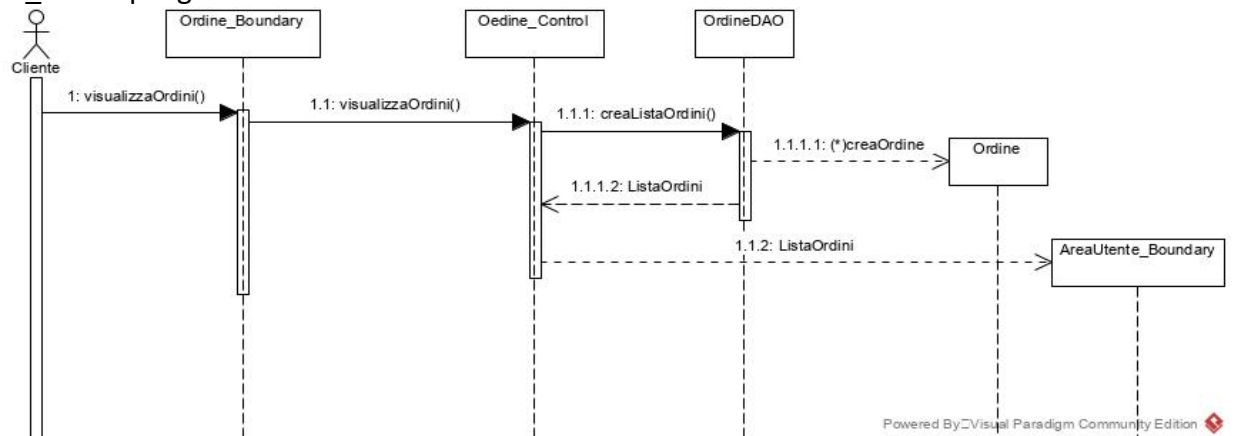 Ordine_Boundary
Oedine_Control
OrdineDAO
Cliente
1: visualizzaOrdini()
1.1: visualizzaOrdini()
1.1.1: creaListaOrdini()
1.1.1.1: (*)creaOrdine
Ordine
1.1.1.2: ListaOrdini
1.1.2: ListaOrdini
AreaUtente_Boundary
Powered By Visual Paradigm Community Edition